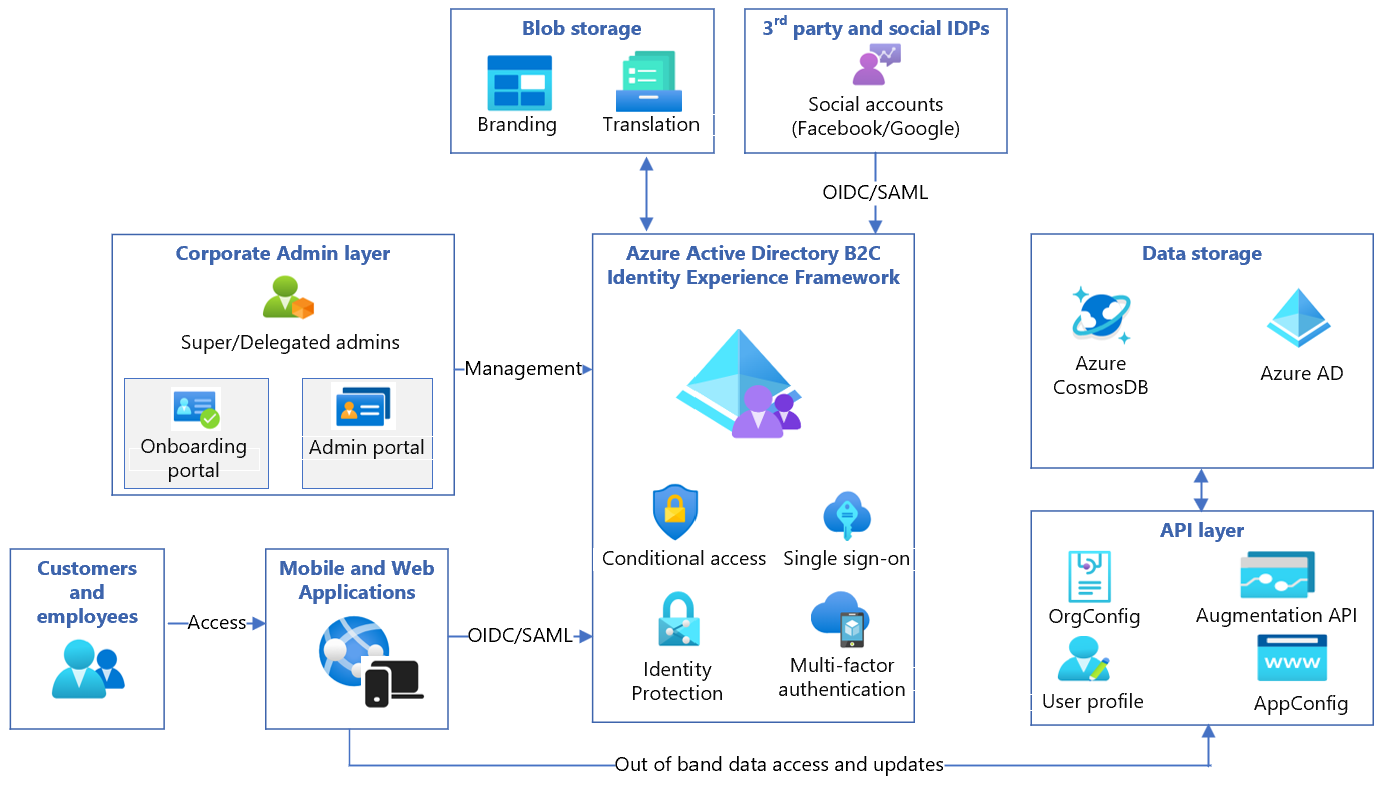 Blob storage
Branding
Translation
3rd party and social IDPs
Social accounts
(Facebook/Google)
OIDC/SAML
Corporate Admin layer
Super/Delegated admins
Onboarding
portal
Admin portal
Management
Azure Active Directory B2C
Identity Experience Framework
Conditional access
Single sign-on
Identity
Protection
Multi-factor
authentication
Data storage
Azure
CosmosDB
Azure AD
API layer
OrgConfig
Augmentation API
User profile
www
AppConfig
Customers
and
employees
Access
Mobile and Web
Applications
OIDC/SAML
Out of band data access and updates